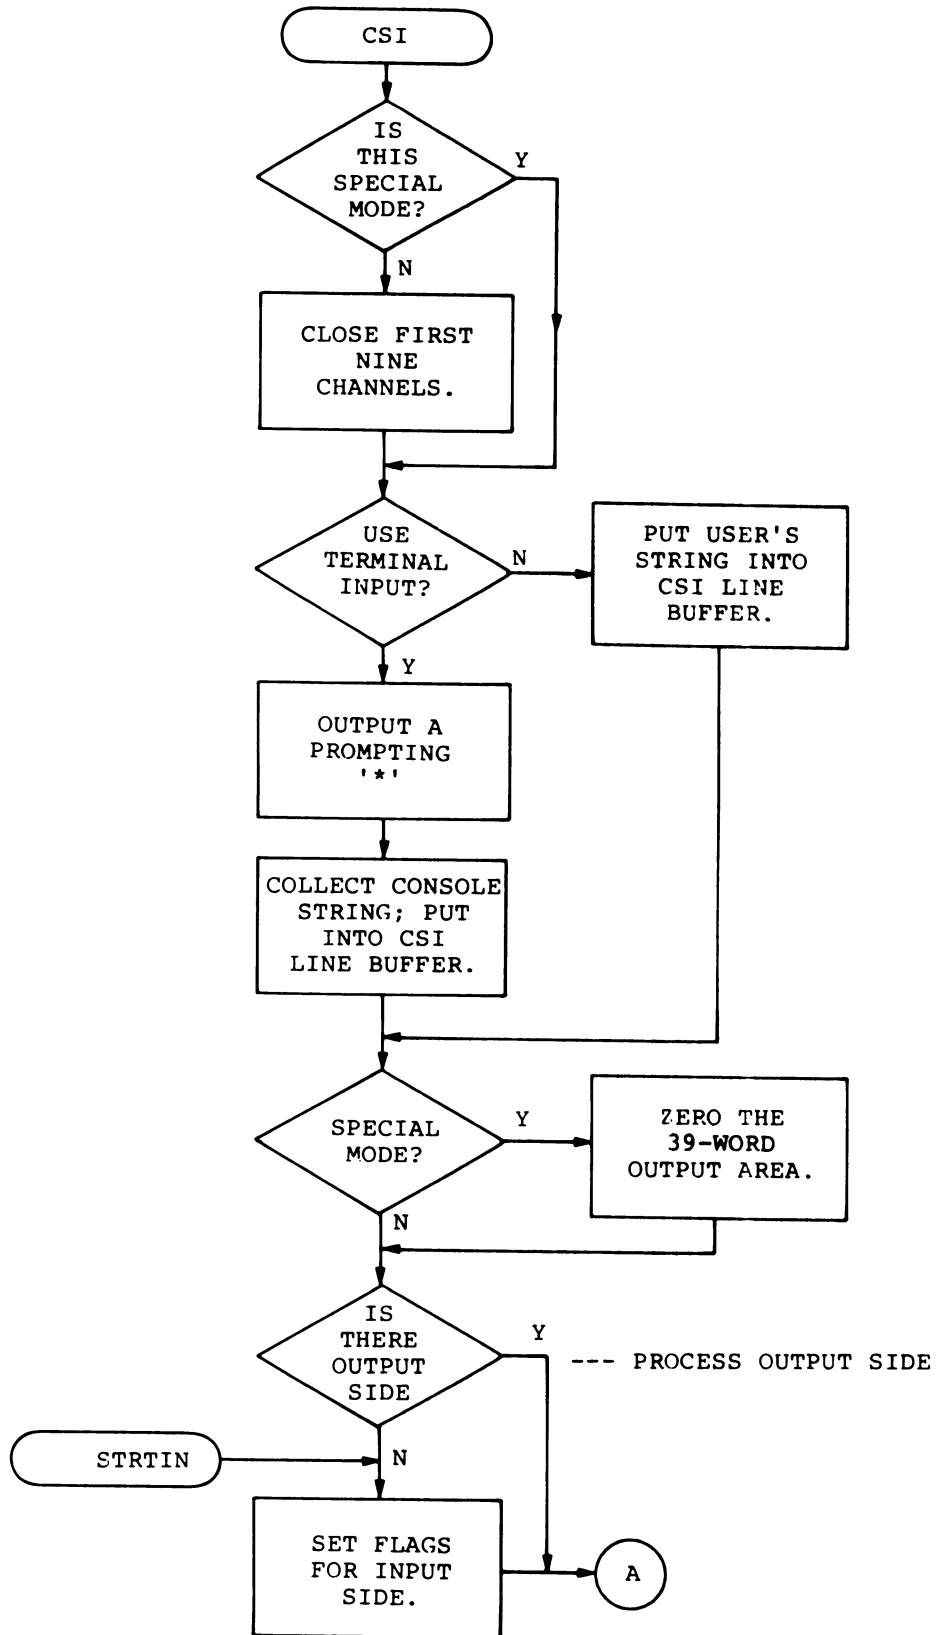 CSI
IS
THIS
SPECIAL
MODE?
Y
N
CLOSE FIRST
NINE
CHANNELS.
USE
TERMINAL
INPUT?
N
PUT USER'S
STRING INTO
CSI LINE
BUFFER.
Y
OUTPUT A
PROMPTING
'*'
COLLECT CONSOLE
STRING; PUT
INTO CSI
LINE BUFFER.
SPECIAL
MODE?
Y
ZERO THE
39-WORD
OUTPUT AREA.
N
IS
THERE
OUTPUT
SIDE
Y
--- PROCESS OUTPUT SIDE
STRTIN
N
SET FLAGS
FOR INPUT
SIDE.
A